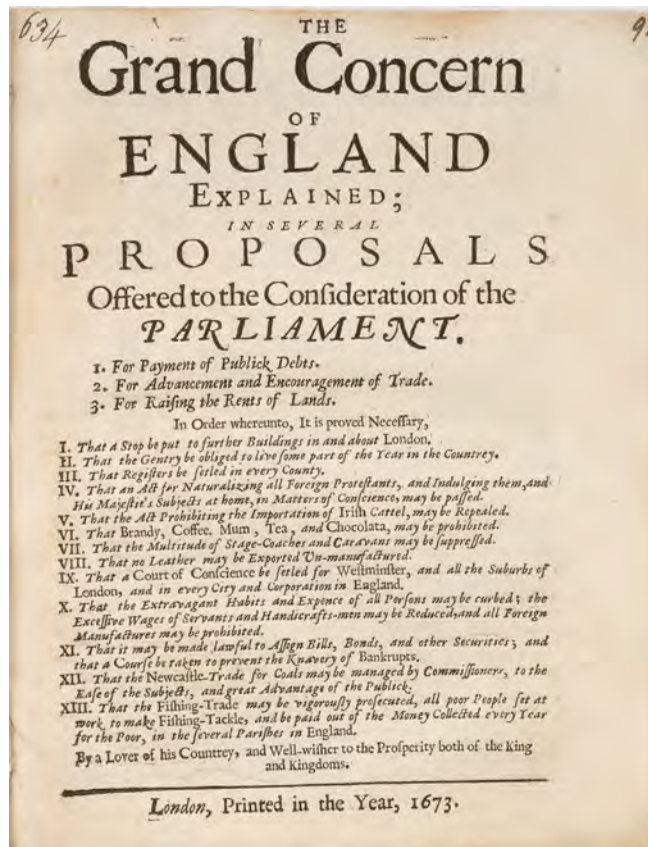 634
9
THE
Grand Concern
OF
ENGLAND
EXPLAINED;
IN SEVERAL
PROPOSALS
Offered to the Conſideration of the
PARLIAMENT.
1. For Payment of Publick Debts.
2. For Advancement and Encouragement of Trade.
3. For Raiſing the Rents of Lands.
In Order whereunto, It is proved Neceſſary,
I. That a Stop be put to further Buildings in and about London.
II. That the Gentry be obliged to live ſome part of the Year in the Countrey.
III. That Regiſters be ſetled in every County.
IV. That an Act for Naturalizing all Foreign Proteſtants, and Indulging them, and
His Majeſtie's Subjects at home, in Matters of Conſcience, may be paſſed.
V. That the Act Prohibiting the Importation of Iriſh Cattel, may be Repealed.
VI. That Brandy, Coffee, Mum, Tea, and Chocolata, may be prohibited.
VII. That the Multitude of Stage-Coaches and Caravans may be ſuppreſſed.
VIII. That no Leather may be Exported Un-manufactured.
IX. That a Court of Conſcience be ſetled for Weſtminſter, and all the Suburbs of
London, and in every City and Corporation in England.
X. That the Extravagant Habits and Expence of all Perſons may be curbed; the
Exceſſive Wages of Servants and Handicrafts-men may be Reduced, and all Foreign
Manufactures may be prohibited.
XI. That it may be made lawful to Aſſign Bills, Bonds, and other Securities; and
that a Courſe be taken to prevent the Knavery of Bankrupts.
XII. That the Newcaſtle-Trade for Coals may be managed by Commiſſioners, to the
Eaſe of the Subjects, and great Advantage of the Publick.
XIII. That the Fiſhing-Trade may be vigorouſly proſecuted, all poor People ſet at
work to make Fiſhing-Tackle, and be paid out of the Money Collected every Year
for the Poor, in the ſeveral Pariſhes in England.
By a Lover of his Countrey, and Well-wiſher to the Proſperity both of the King
and Kingdoms.
London, Printed in the Year, 1673.